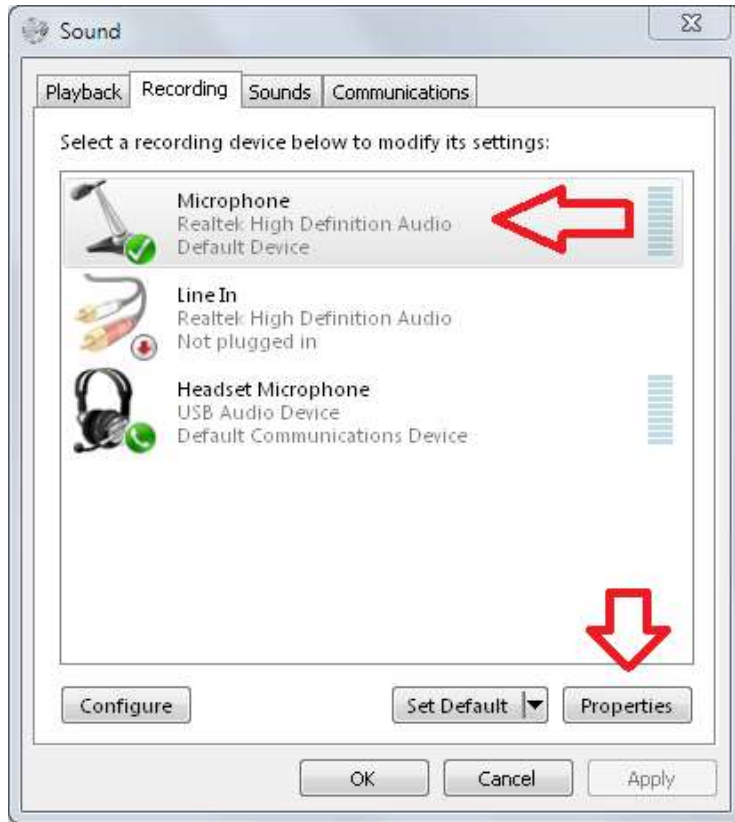 Sound
Playback Recording Sounds Communications
Select a recording device below to modify its settings:
Microphone
Realtek High Definition Audio
Default Device
Line In
Realtek High Definition Audio
Not plugged in
Headset Microphone
USB Audio Device
Default Communications Device
Configure Set Default Properties
OK Cancel Apply